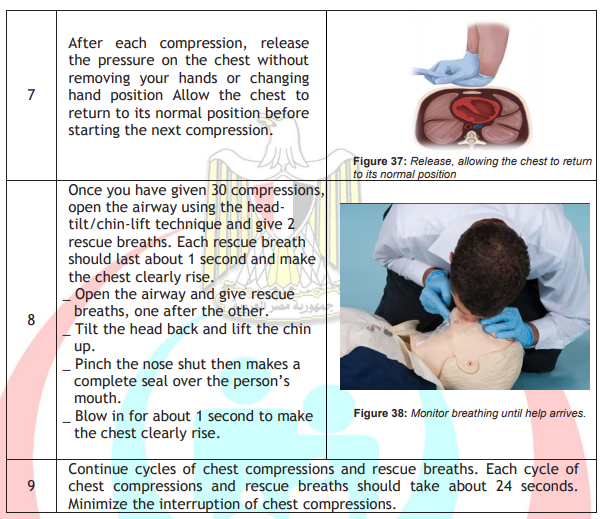 7
After each compression, release
the pressure on the chest without
removing your hands or changing
hand position Allow the chest to
return to its normal position before
starting the next compression.
Figure 37: Release, allowing the chest to return
to its normal position
8
Once you have given 30 compressions,
open the airway using the head-
tilt/chin-lift technique and give 2
rescue breaths. Each rescue breath
should last about 1 second and make
the chest clearly rise.
_ Open the airway and give rescue
breaths, one after the other.
_ Tilt the head back and lift the chin
up.
_ Pinch the nose shut then makes a
complete seal over the person's
mouth.
_ Blow in for about 1 second to make
the chest clearly rise.
جمهورية مصر العربية
Figure 38: Monitor breathing until help arrives.
9
Continue cycles of chest compressions and rescue breaths. Each cycle of
chest compressions and rescue breaths should take about 24 seconds.
Minimize the interruption of chest compressions.